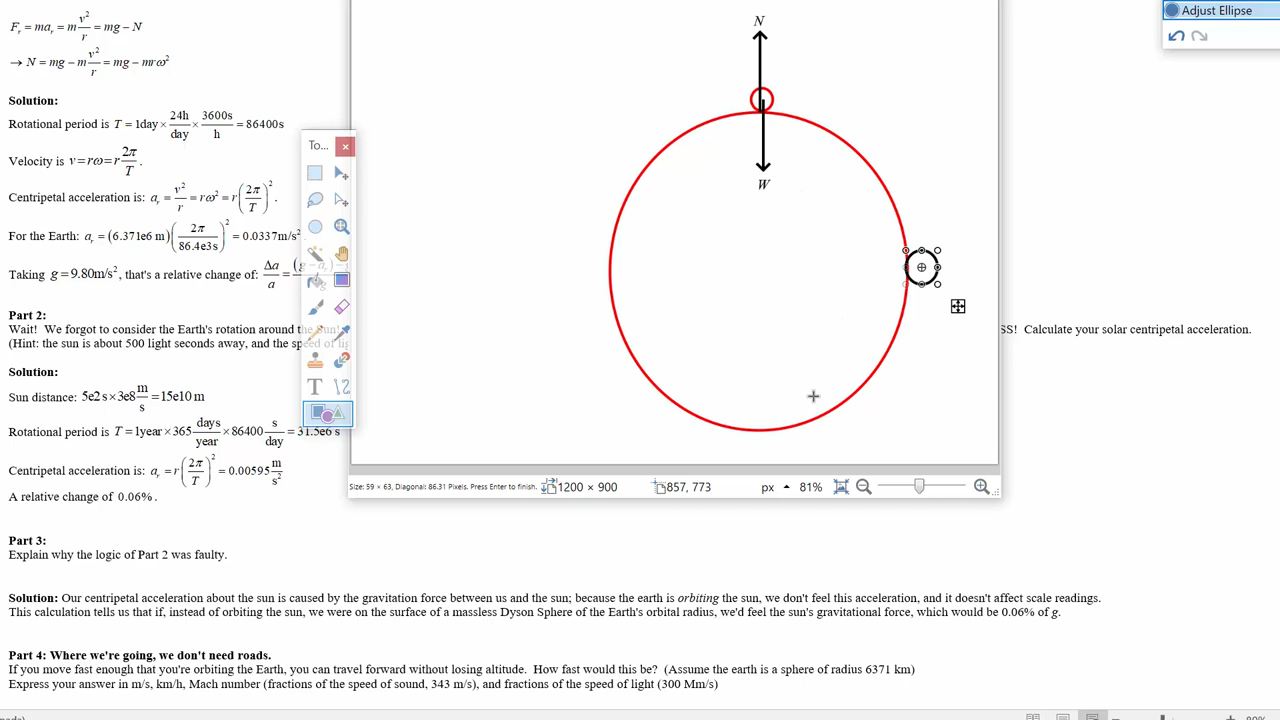 F_r = ma_r = m v²/r = mg − N
→ N = mg − m v²/r = mg − mrω²
Solution:
Rotational period is T = 1day × 24h/day × 3600s/h = 86400s
Velocity is v = rω = r 2π/T.
Centripetal acceleration is: a_r = v²/r = rω² = r(2π/T)².
For the Earth: a_r = (6.371e6 m)(2π/86.4e3s)² = 0.0337m/s²
Taking g = 9.80m/s², that's a relative change of: Δa/a = (g − a_r) −
Part 2:
Wait! We forgot to consider the Earth's rotation around the Sun!
SS! Calculate your solar centripetal acceleration.
(Hint: the sun is about 500 light seconds away, and the speed of
Solution:
Sun distance: 5e2 s × 3e8 m/s = 15e10 m
Rotational period is T = 1year × 365 days/year × 86400 s/day = 31.5e6 s
Centripetal acceleration is: a_r = r(2π/T)² = 0.00595 m/s²
A relative change of 0.06%.
Part 3:
Explain why the logic of Part 2 was faulty.
Solution: Our centripetal acceleration about the sun is caused by the gravitation force between us and the sun; because the earth is orbiting the sun, we don't feel this acceleration, and it doesn't affect scale readings.
This calculation tells us that if, instead of orbiting the sun, we were on the surface of a massless Dyson Sphere of the Earth's orbital radius, we'd feel the sun's gravitational force, which would be 0.06% of g.
Part 4: Where we're going, we don't need roads.
If you move fast enough that you're orbiting the Earth, you can travel forward without losing altitude. How fast would this be? (Assume the earth is a sphere of radius 6371 km)
Express your answer in m/s, km/h, Mach number (fractions of the speed of sound, 343 m/s), and fractions of the speed of light (300 Mm/s)
To...
T
N
W
Size: 59 × 63, Diagonal: 86.31 Pixels. Press Enter to finish.
1200 × 900
857, 773
px
81%
Adjust Ellipse
80%